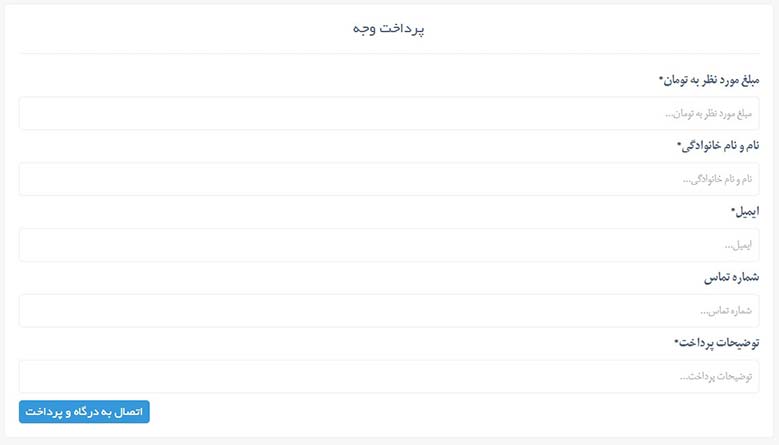 پرداخت وجه
مبلغ مورد نظر به تومان*
مبلغ مورد نظر به تومان...
نام و نام خانوادگی*
نام و نام خانوادگی...
ایمیل*
ایمیل...
شماره تماس
شماره تماس...
توضیحات پرداخت*
توضیحات پرداخت...
اتصال به درگاه و پرداخت